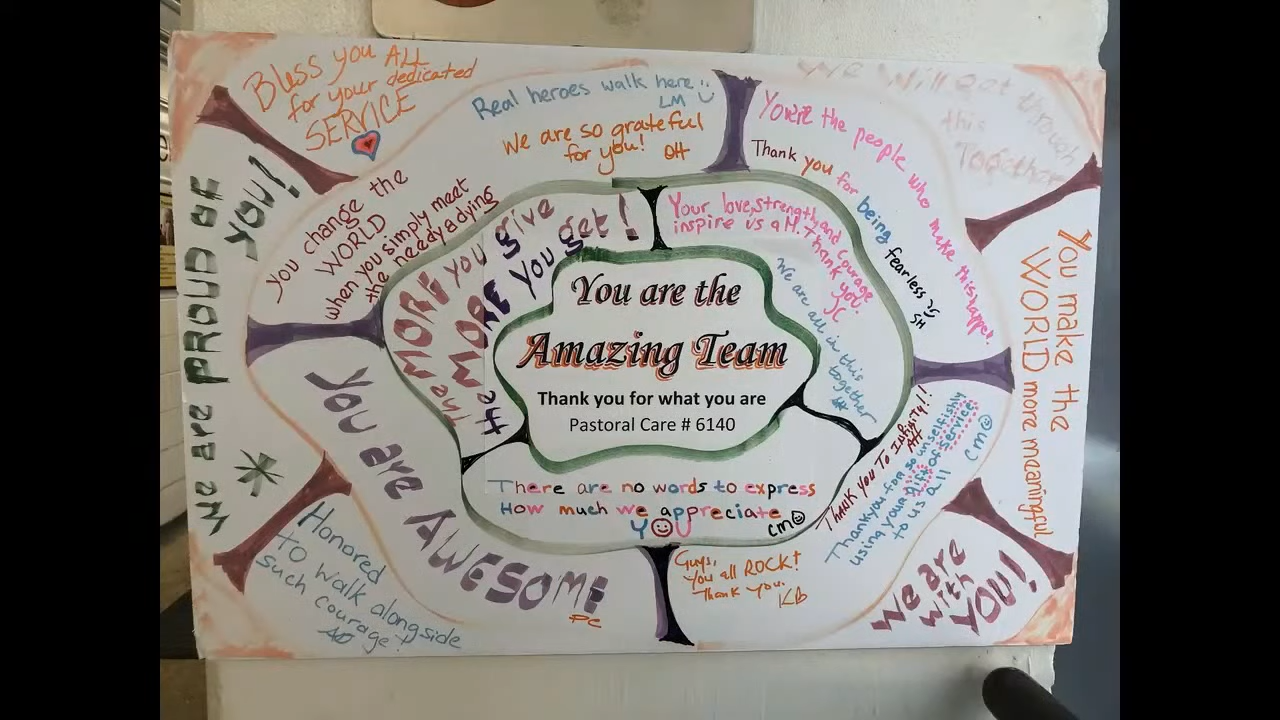 Bless you ALL
for your dedicated
SERVICE
Real heroes walk here
LM
We are so grateful
for you!
We will get through
this
Together
You're the people who make this happen.
Thank you for being fearless
SH
We are PROUD OF
YOU!
You change the
WORLD
when you simply meet
the needy & dying
The MORE you give
the MORE you get!
Your love, strength, and courage
inspire us all. Thank you.
JC
We are all in this
together
You are the
Amazing Team
Thank you for what you are
Pastoral Care # 6140
You make the
WORLD more meaningful
There are no words to express
How much we appreciate
YOU
cm
THANK YOU TO INFINITY!!
Thank you for so unselfishly
using your gift of service
to us all
cm
You are AWESOME
PC
Guys,
You all ROCK!
Thank you.
KB
Honored
to walk alongside
such courage!
We are
with
YOU!